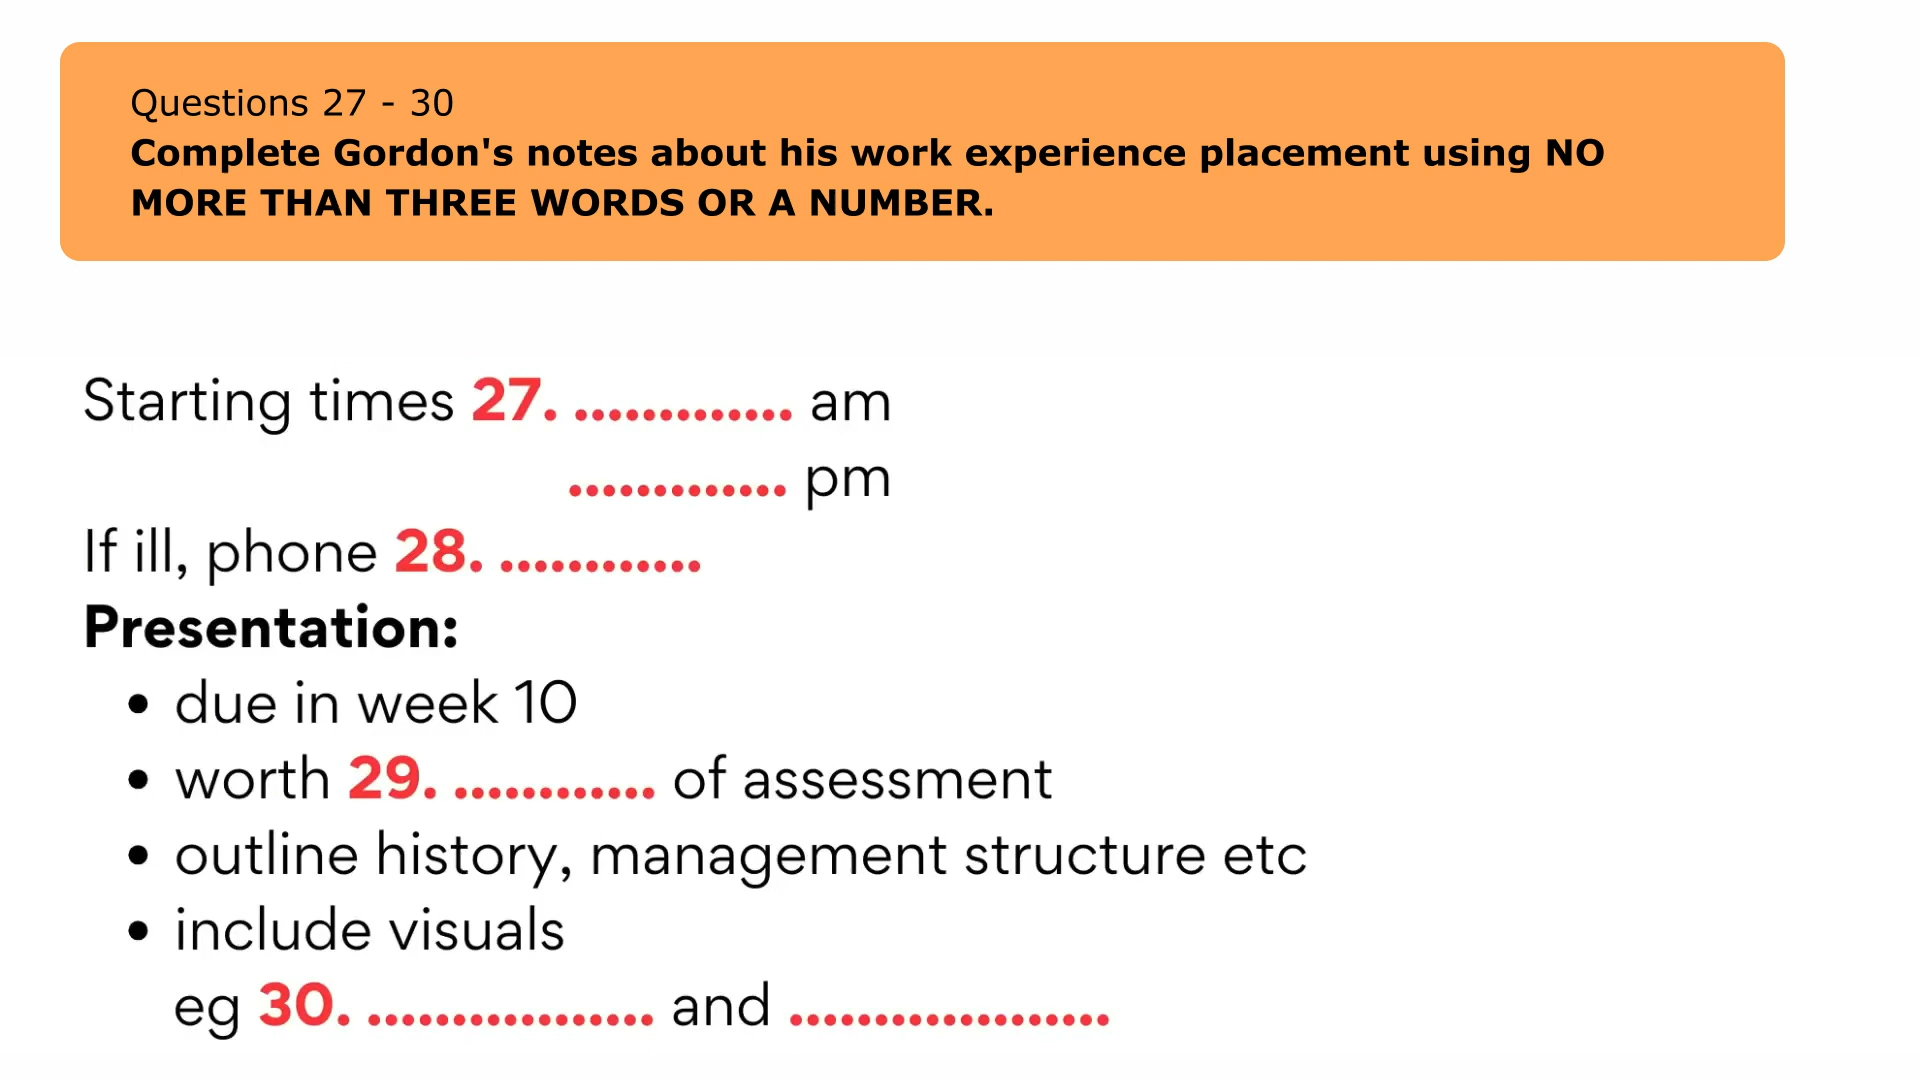 Questions 27 - 30
Complete Gordon's notes about his work experience placement using NO
MORE THAN THREE WORDS OR A NUMBER.
Starting times 27. ............. am
............. pm
If ill, phone 28. ............
Presentation:
• due in week 10
• worth 29. ............ of assessment
• outline history, management structure etc
• include visuals
eg 30. ................. and ...................